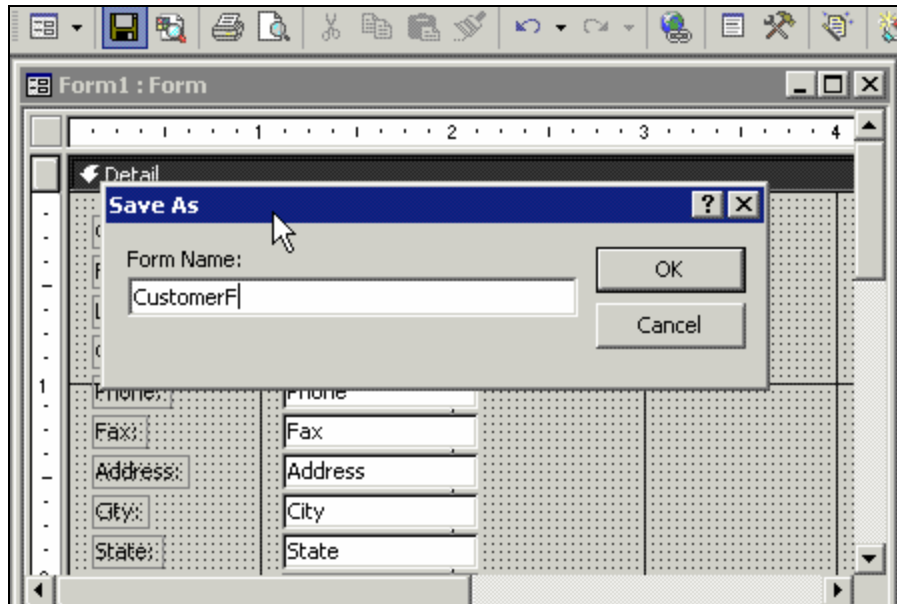 Form1 : Form
1 2 3 4
Detail
Save As
Form Name:
OK
CustomerF
Cancel
1
Phone: Phone
Fax: Fax
Address: Address
City: City
State: State